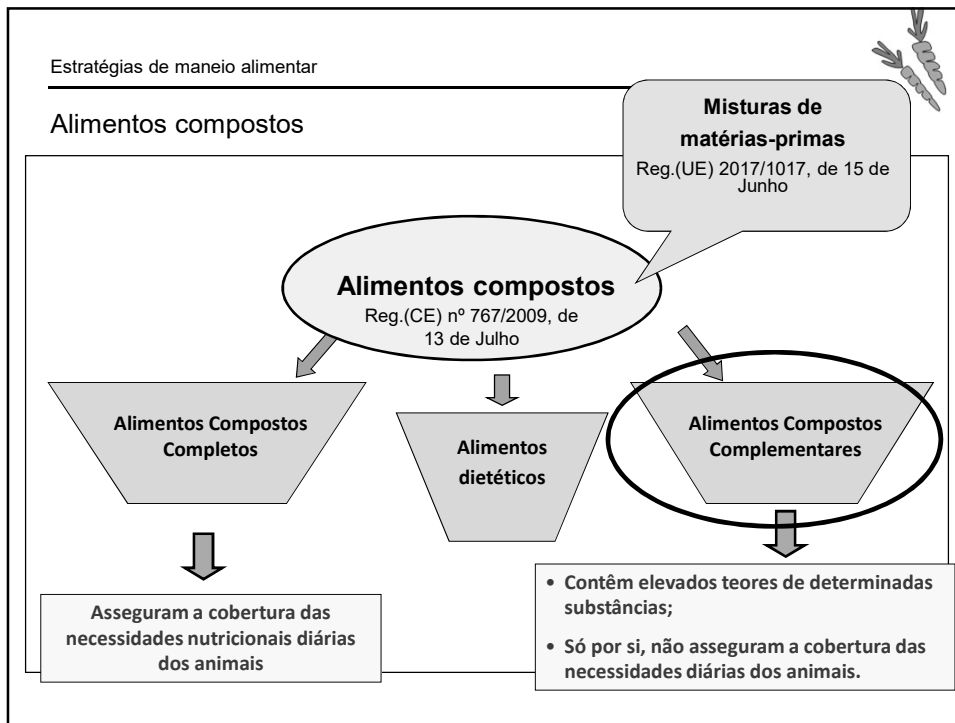 Estratégias de maneio alimentar
Alimentos compostos
Misturas de
matérias-primas
Reg.(UE) 2017/1017, de 15 de
Junho
Alimentos compostos
Reg.(CE) nº 767/2009, de
13 de Julho
Alimentos Compostos
Completos
Alimentos
dietéticos
Alimentos Compostos
Complementares
Asseguram a cobertura das
necessidades nutricionais diárias
dos animais
• Contêm elevados teores de determinadas
substâncias;
• Só por si, não asseguram a cobertura das
necessidades diárias dos animais.